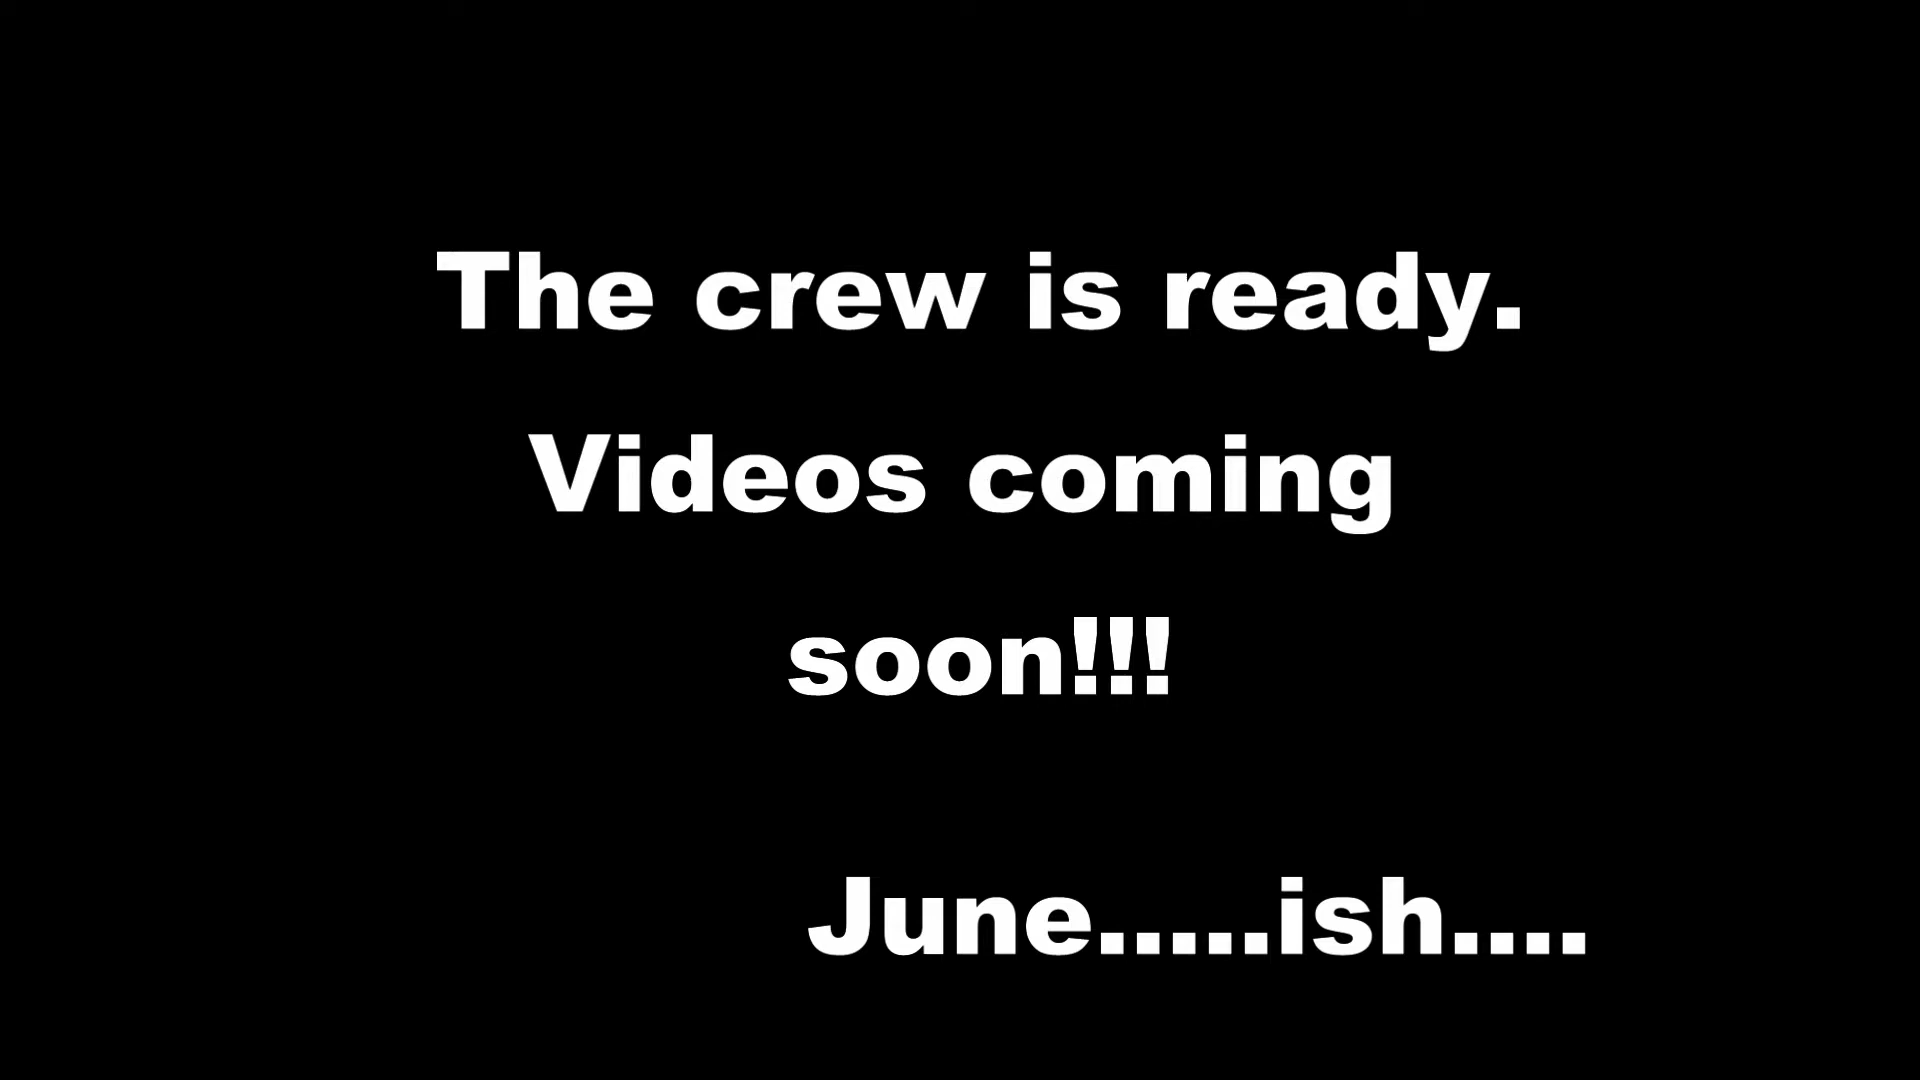 The crew is ready.
Videos coming
soon!!!
June.....ish....